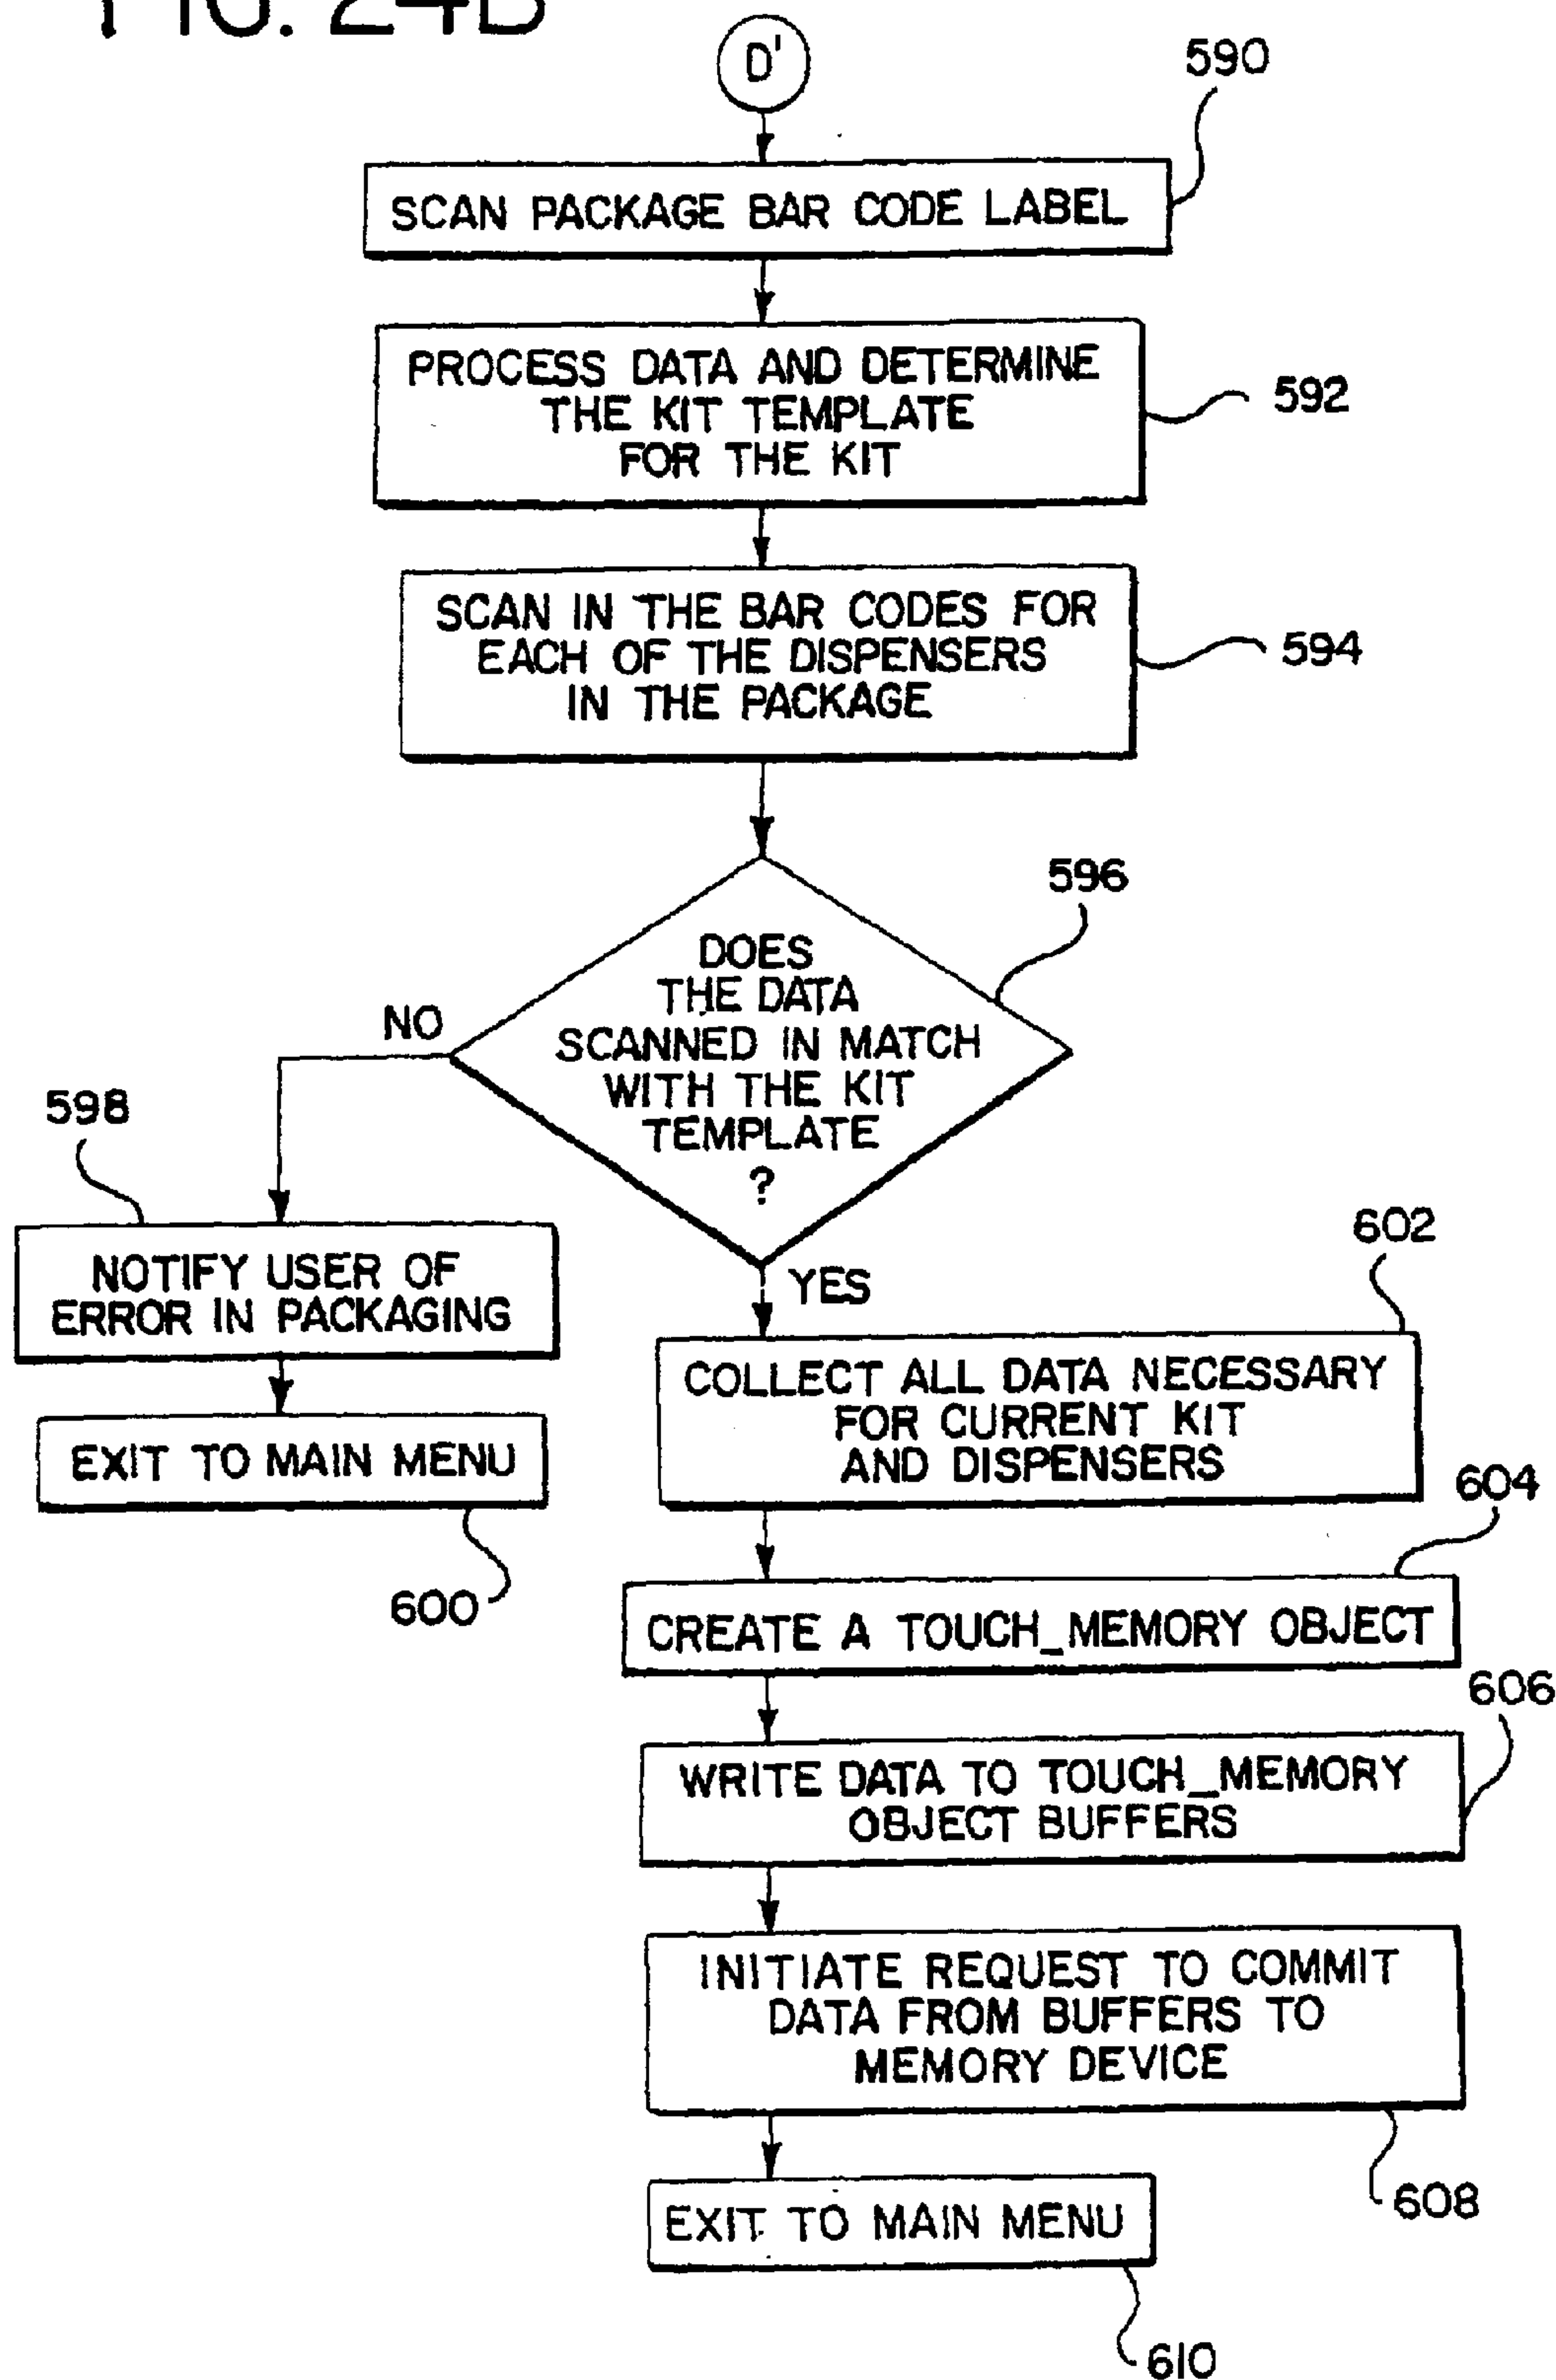 FIG. 24B
D'
590
SCAN PACKAGE BAR CODE LABEL
PROCESS DATA AND DETERMINE
THE KIT TEMPLATE
FOR THE KIT
592
SCAN IN THE BAR CODES FOR
EACH OF THE DISPENSERS
IN THE PACKAGE
594
596
DOES
THE DATA
SCANNED IN MATCH
WITH THE KIT
TEMPLATE
?
NO
598
NOTIFY USER OF
ERROR IN PACKAGING
EXIT TO MAIN MENU
600
YES
602
COLLECT ALL DATA NECESSARY
FOR CURRENT KIT
AND DISPENSERS
604
CREATE A TOUCH_MEMORY OBJECT
606
WRITE DATA TO TOUCH_MEMORY
OBJECT BUFFERS
INITIATE REQUEST TO COMMIT
DATA FROM BUFFERS TO
MEMORY DEVICE
608
EXIT TO MAIN MENU
610